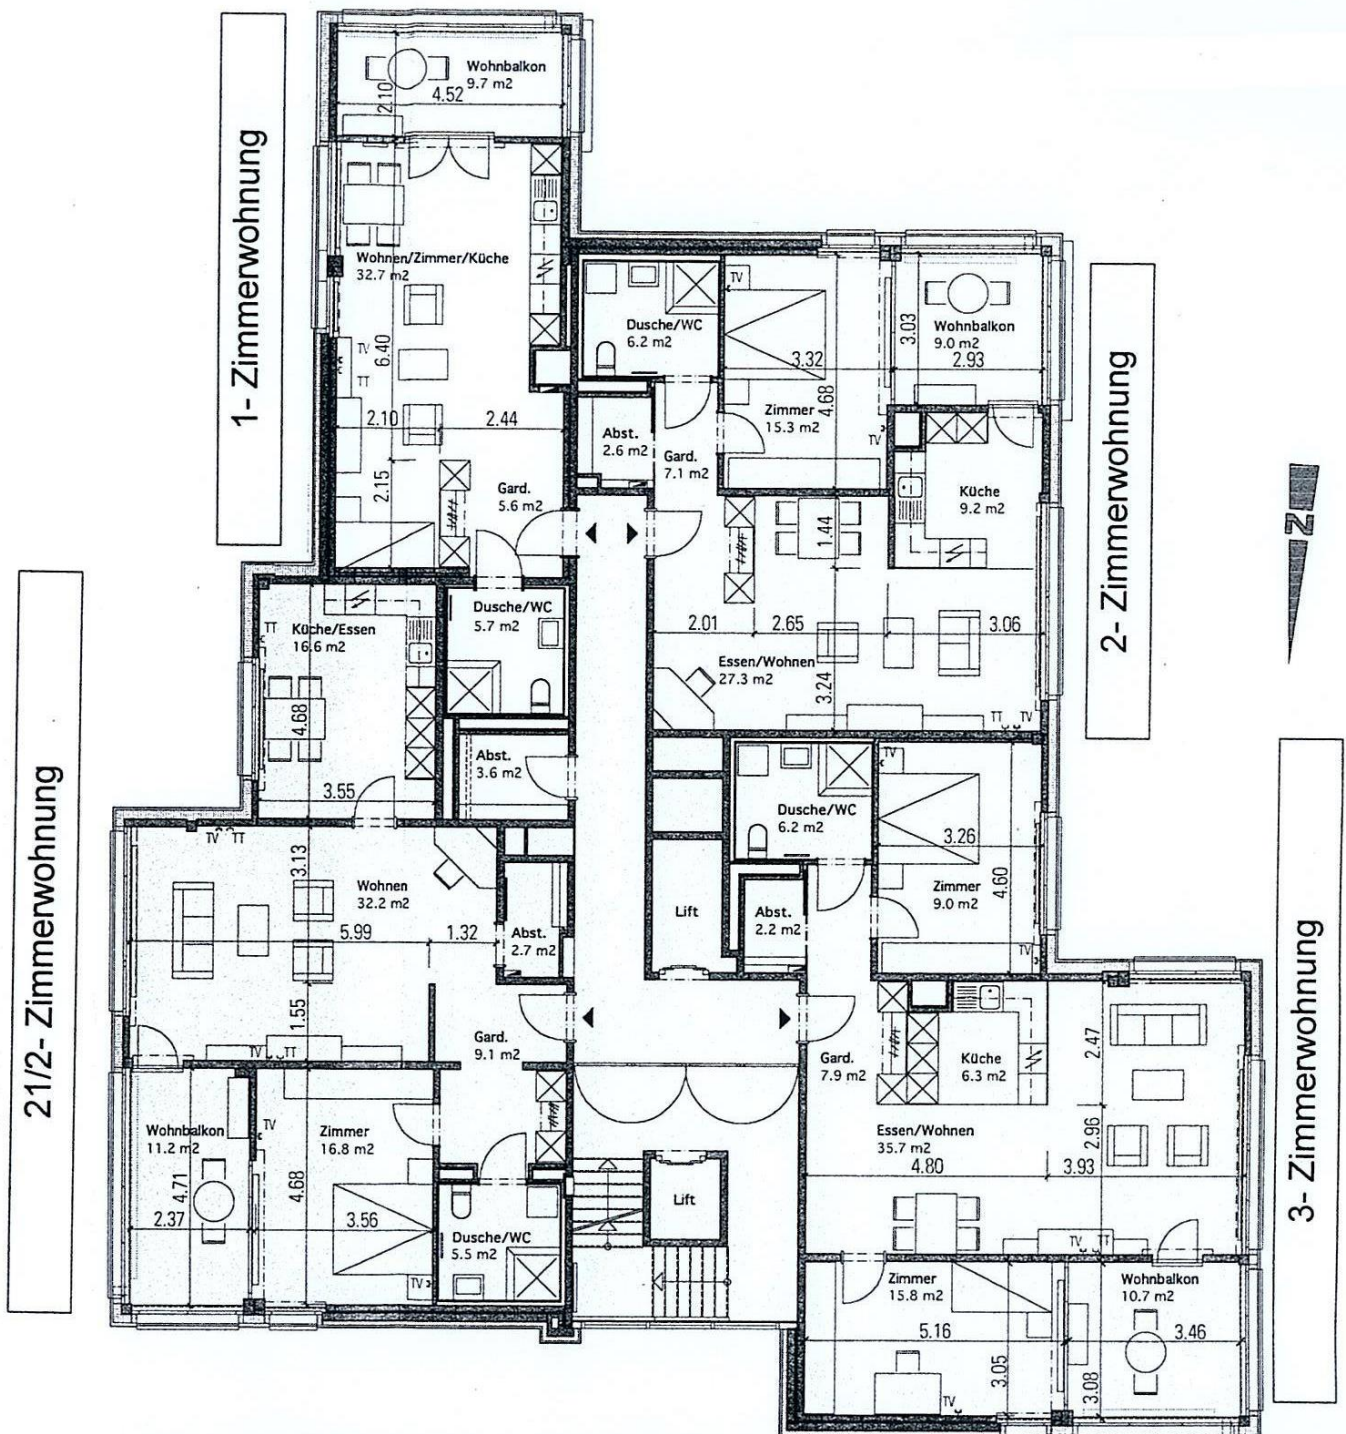 1- Zimmerwohnung
Wohnbalkon
9.7 m2
4.52
2.10
Wohnen/Zimmer/Küche
32.7 m2
TV
TT
6.40
2.10
2.44
2.15
Gard.
5.6 m2
Dusche/WC
5.7 m2
Abst.
3.6 m2
2- Zimmerwohnung
Dusche/WC
6.2 m2
TV
3.32
4.68
Zimmer
15.3 m2
TV
Wohnbalkon
9.0 m2
3.03
2.93
Abst.
2.6 m2
Gard.
7.1 m2
Küche
9.2 m2
1.44
2.01
2.65
3.06
Essen/Wohnen
27.3 m2
3.24
TT
TV
N
21/2- Zimmerwohnung
TT
Küche/Essen
16.6 m2
4.68
3.55
TV
TT
3.13
Wohnen
32.2 m2
5.99
1.32
Abst.
2.7 m2
1.55
TV
TT
Gard.
9.1 m2
Wohnbalkon
11.2 m2
4.71
2.37
TV
Zimmer
16.8 m2
4.68
3.56
TV
Dusche/WC
5.5 m2
Lift
Lift
3- Zimmerwohnung
Dusche/WC
6.2 m2
TV
3.26
4.60
Zimmer
9.0 m2
TV
Abst.
2.2 m2
Gard.
7.9 m2
Küche
6.3 m2
2.47
2.96
Essen/Wohnen
35.7 m2
4.80
3.93
TV
TT
Zimmer
15.8 m2
5.16
3.05
TV
Wohnbalkon
10.7 m2
3.46
3.08